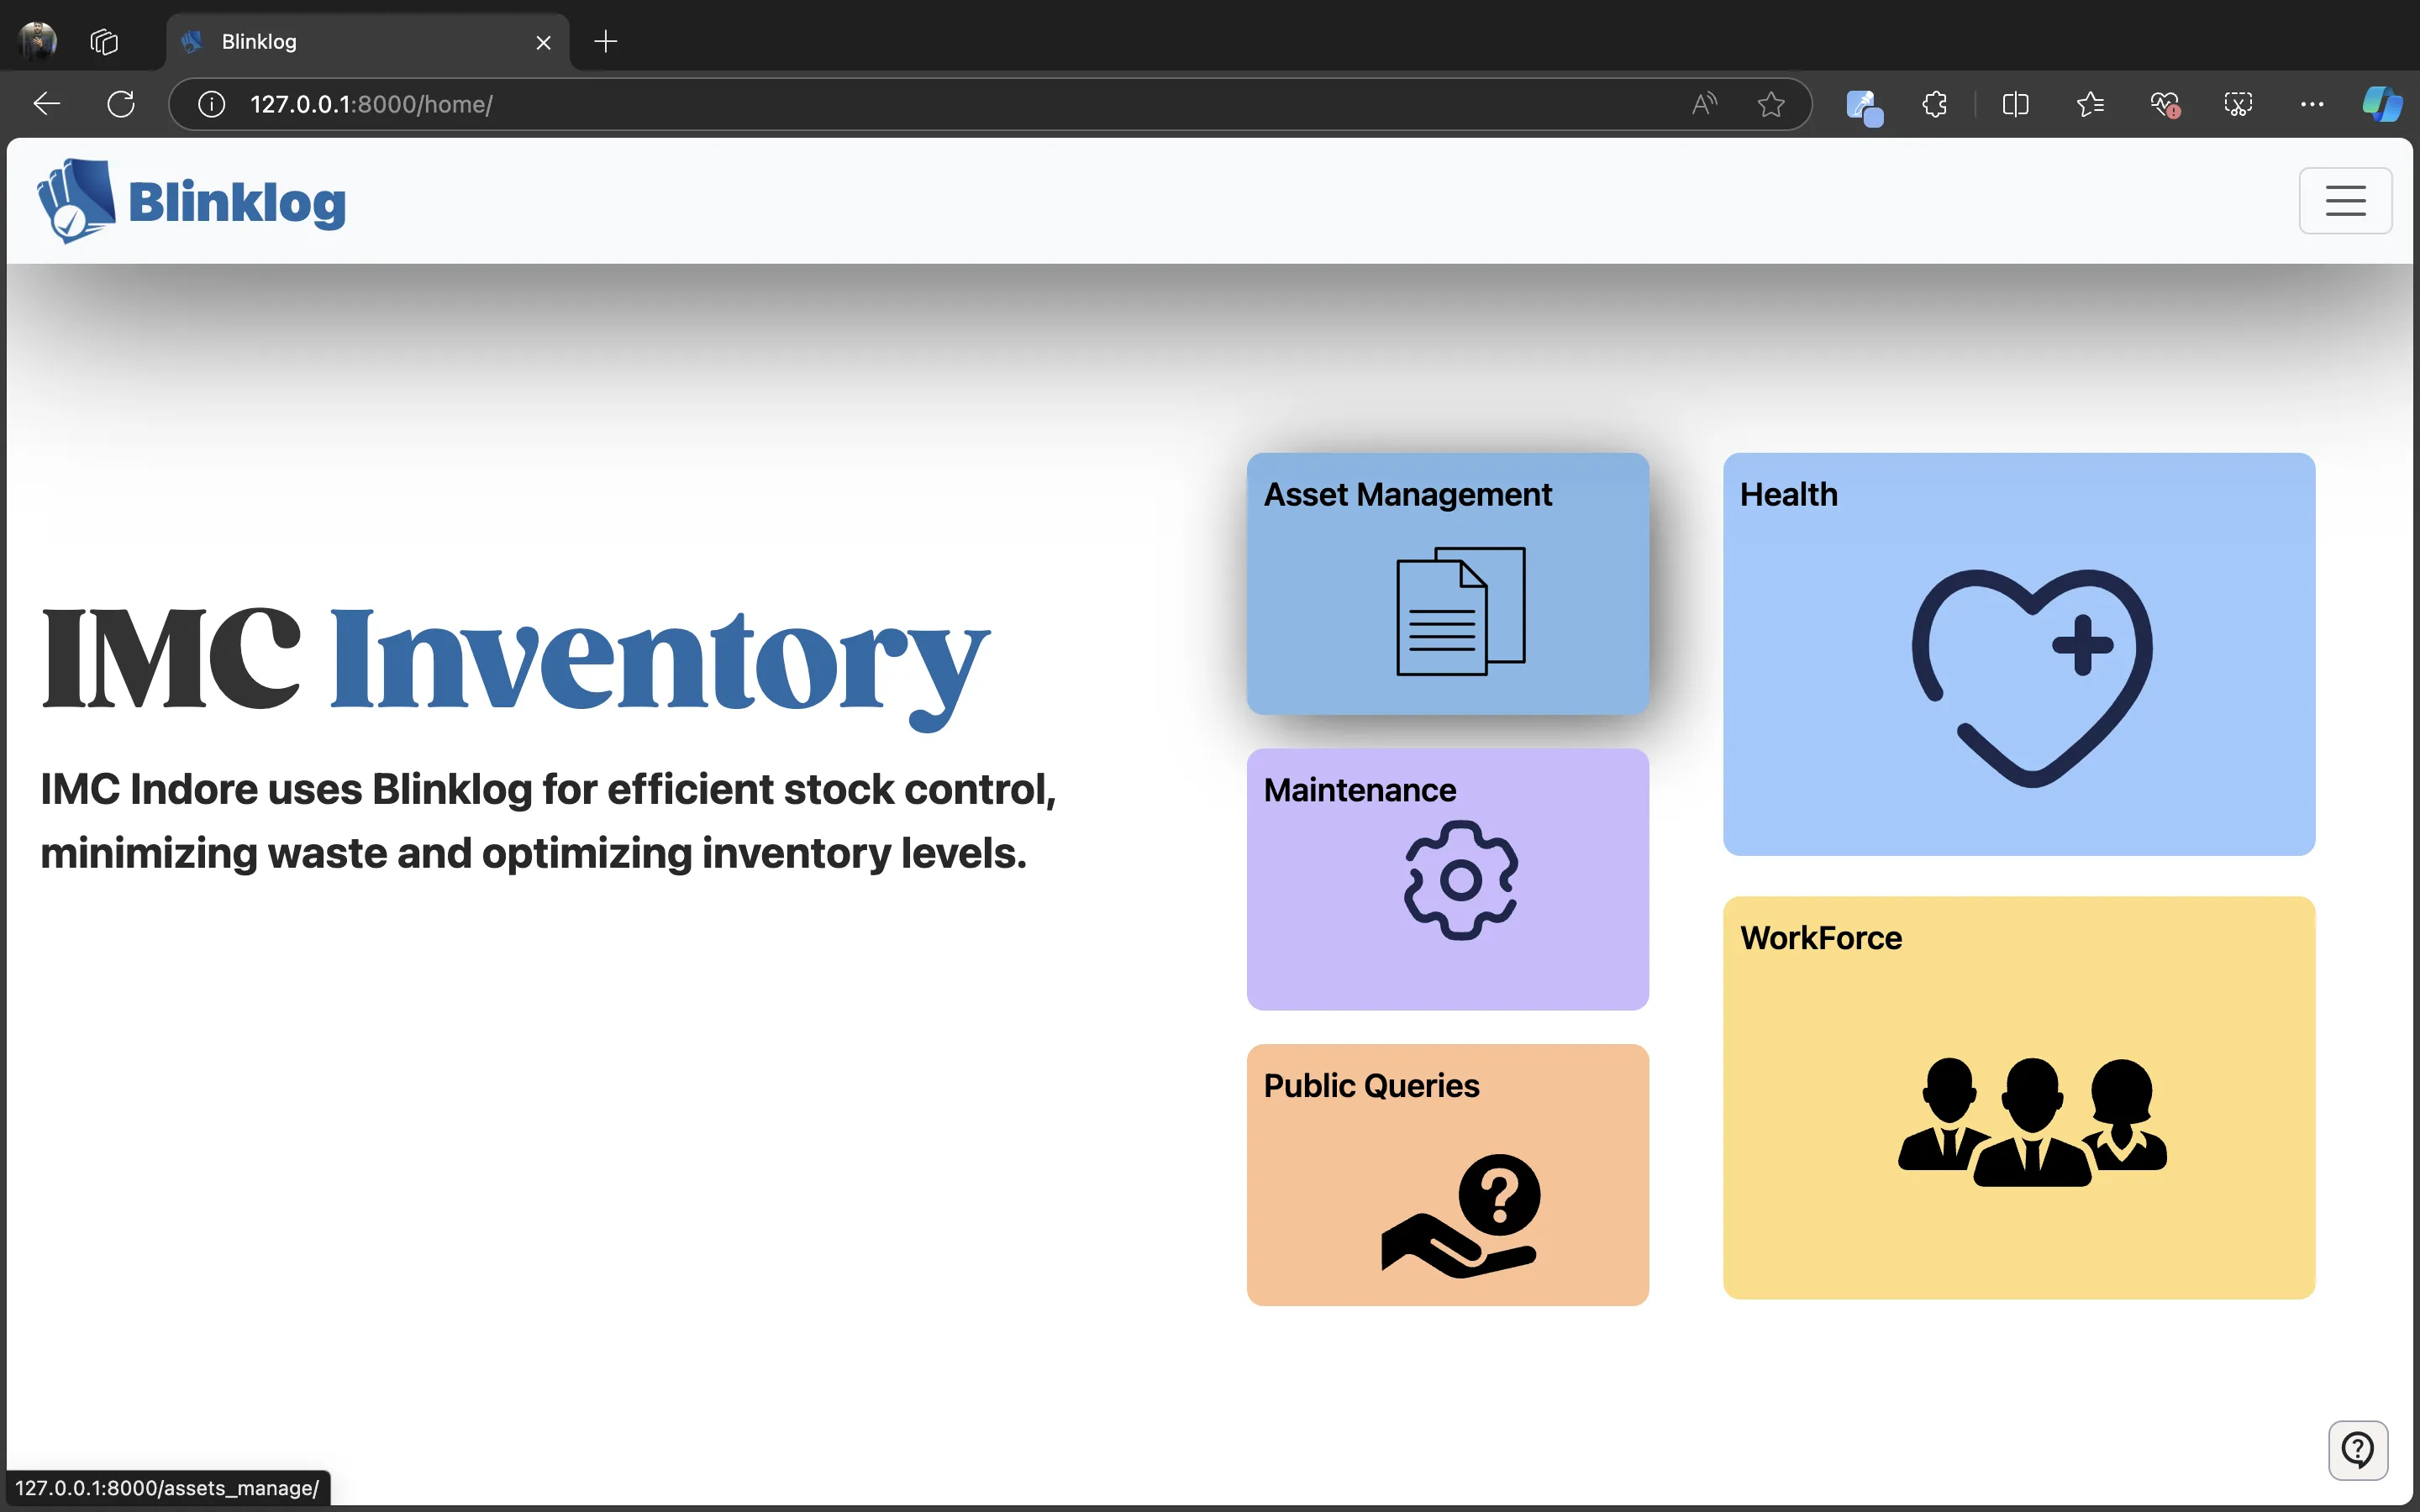 Blinklog
127.0.0.1:8000/home/
Blinklog
IMC Inventory
IMC Indore uses Blinklog for efficient stock control,
minimizing waste and optimizing inventory levels.
Asset Management
Health
Maintenance
WorkForce
Public Queries
?
127.0.0.1:8000/assets_manage/